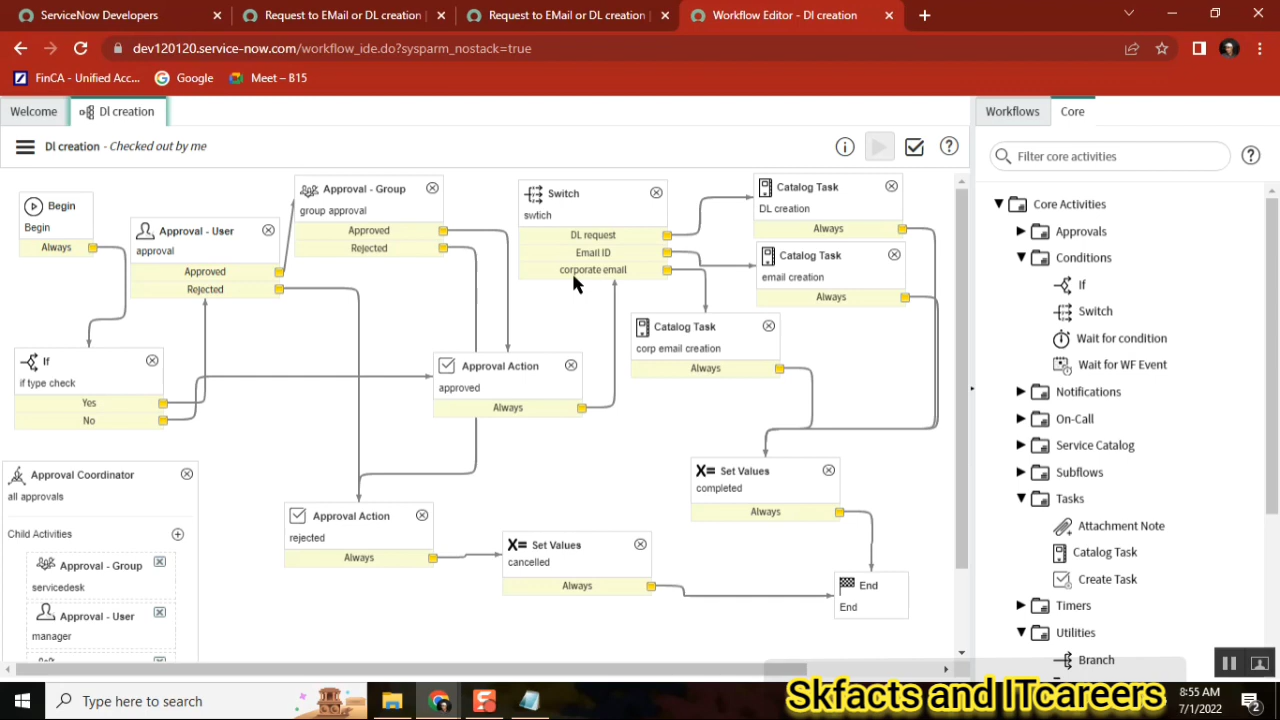 ServiceNow Developers
Request to EMail or DL creation
Request to EMail or DL creation
Workflow Editor - Dl creation
dev120120.service-now.com/workflow_ide.do?sysparm_nostack=true
FinCA - Unified Acc...
Google
Meet – B15
Welcome
Dl creation
Workflows
Core
Dl creation - Checked out by me
Filter core activities
Begin
Begin
Always
Approval - User
approval
Approved
Rejected
Approval - Group
group approval
Approved
Rejected
Switch
swtich
DL request
Email ID
corporate email
Catalog Task
DL creation
Always
Catalog Task
email creation
Always
Catalog Task
corp email creation
Always
If
if type check
Yes
No
Approval Action
approved
Always
Approval Coordinator
all approvals
Child Activities
Approval - Group
servicedesk
Approval - User
manager
Approval Action
rejected
Always
Set Values
cancelled
Always
Set Values
completed
Always
End
End
Core Activities
Approvals
Conditions
If
Switch
Wait for condition
Wait for WF Event
Notifications
On-Call
Service Catalog
Subflows
Tasks
Attachment Note
Catalog Task
Create Task
Timers
Utilities
Branch
Skfacts and ITcareers
Type here to search
8:55 AM
7/1/2022
2